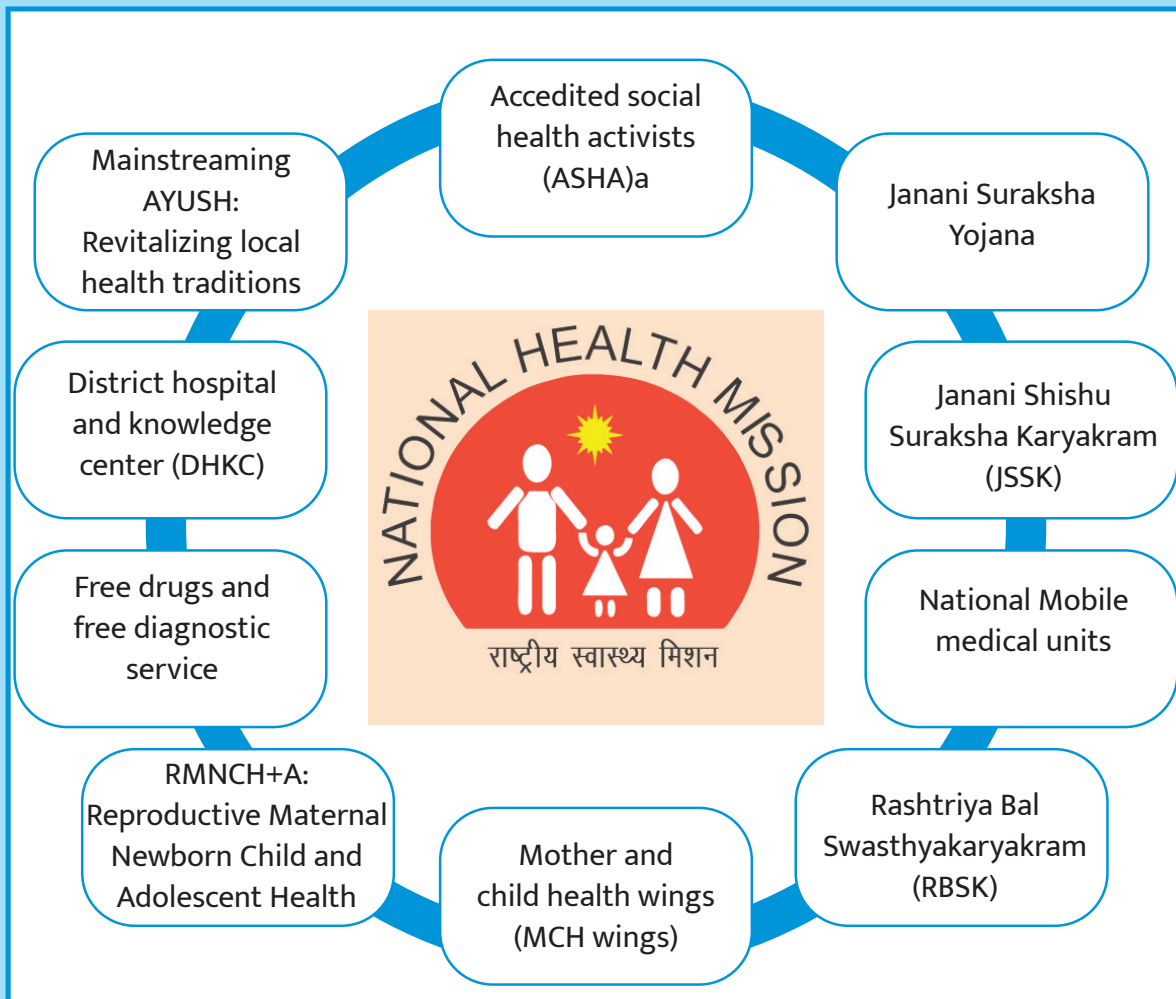 Accedited social
health activists
(ASHA)a
Janani Suraksha
Yojana
Janani Shishu
Suraksha Karyakram
(JSSK)
National Mobile
medical units
Rashtriya Bal
Swasthyakaryakram
(RBSK)
Mother and
child health wings
(MCH wings)
RMNCH+A:
Reproductive Maternal
Newborn Child and
Adolescent Health
Free drugs and
free diagnostic
service
District hospital
and knowledge
center (DHKC)
Mainstreaming
AYUSH:
Revitalizing local
health traditions
NATIONAL HEALTH MISSION
राष्ट्रीय स्वास्थ्य मिशन